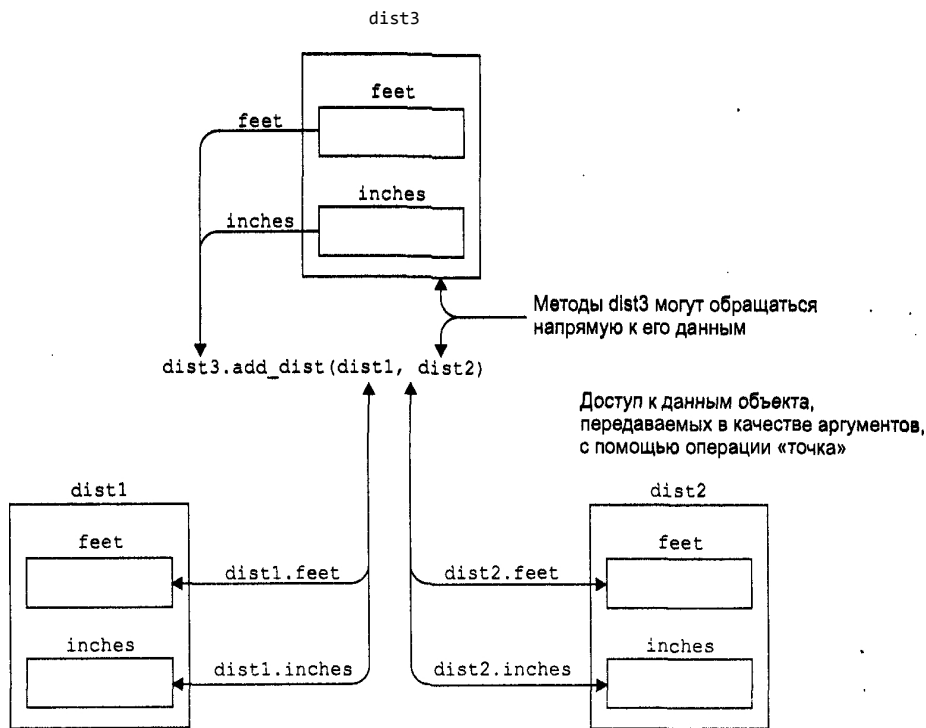 dist3
feet
feet
inches
inches
Методы dist3 могут обращаться
напрямую к его данным
dist3.add_dist(dist1, dist2)
Доступ к данным объекта,
передаваемых в качестве аргументов,
с помощью операции «точка»
dist1
dist2
feet
feet
dist1.feet
dist2.feet
inches
inches
dist1.inches
dist2.inches